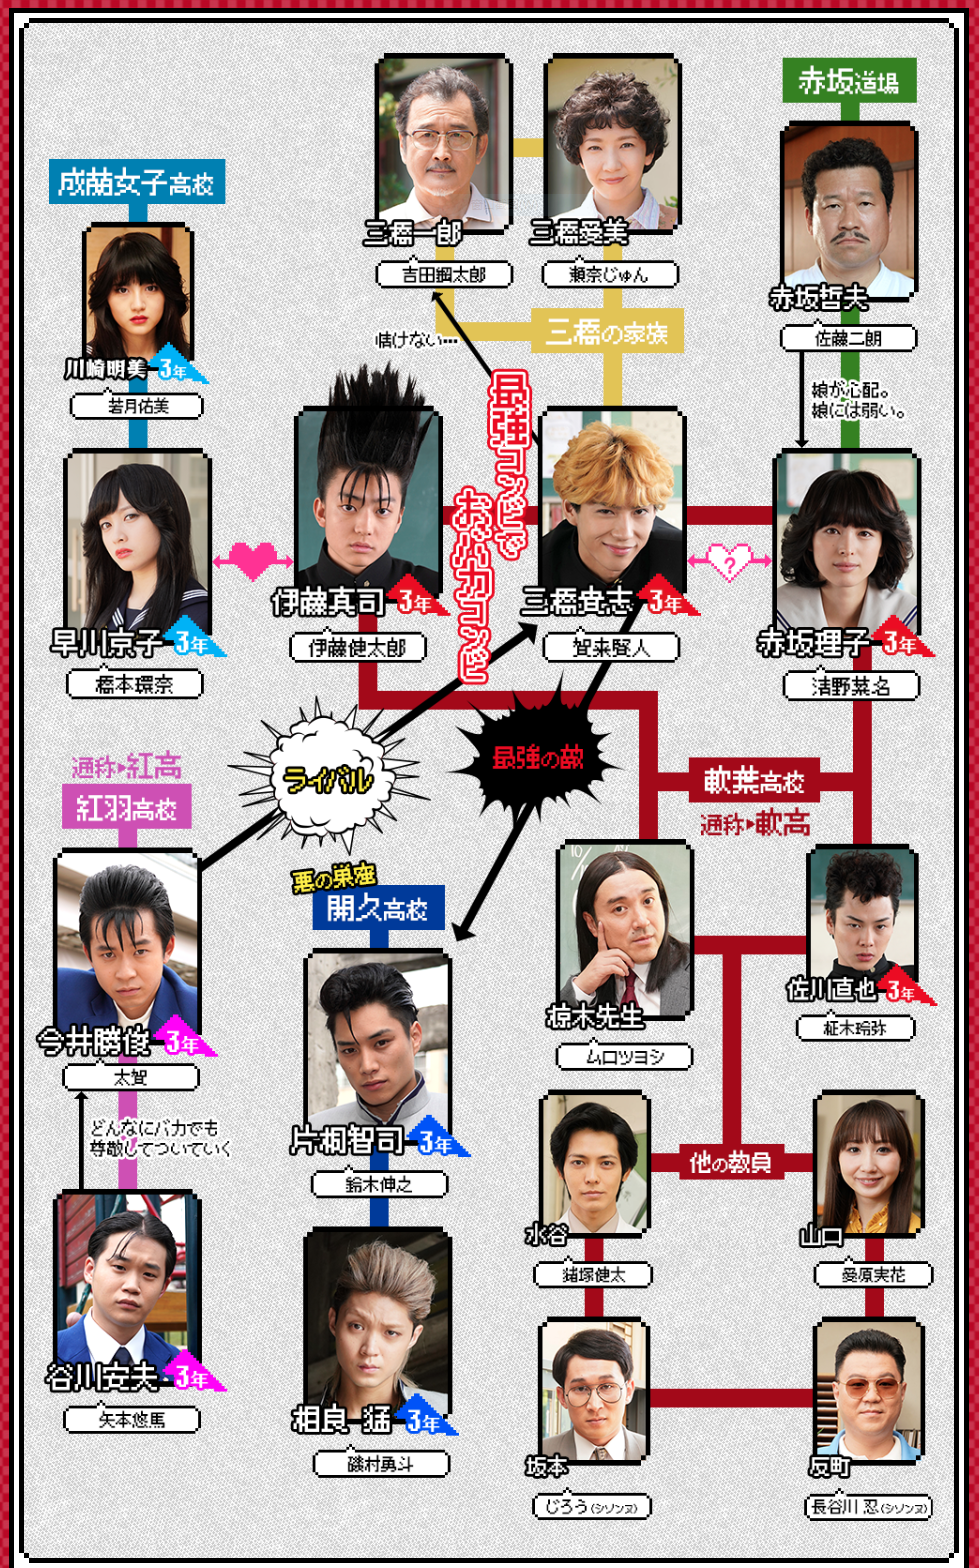 赤坂道場
成蘭女子高校
三橋一郎
吉田鋼太郎
三橋愛美
瀬奈じゅん
赤坂哲夫
佐藤二朗
川崎明美
3年
若月佑美
情けない…
三橋の家族
娘が心配。
娘には弱い。
最強コンビで
おバカコンビ
早川京子
3年
橋本環奈
伊藤真司
3年
伊藤健太郎
三橋貴志
3年
賀来賢人
?
赤坂理子
3年
清野菜名
ライバル
最強の敵
通称▶紅高
紅羽高校
軟葉高校
通称▶軟高
悪の巣窟
開久高校
10/
今井勝俊
3年
太賀
椋木先生
ムロツヨシ
佐川直也
3年
柾木玲弥
どんなにバカでも
尊敬してついていく
片桐智司
3年
鈴木伸之
他の教員
水谷
猪塚健太
山口
愛原実花
谷川安夫
3年
矢本悠馬
相良 猛
3年
磯村勇斗
坂本
じろう(シソンヌ)
反町
長谷川 忍(シソンヌ)